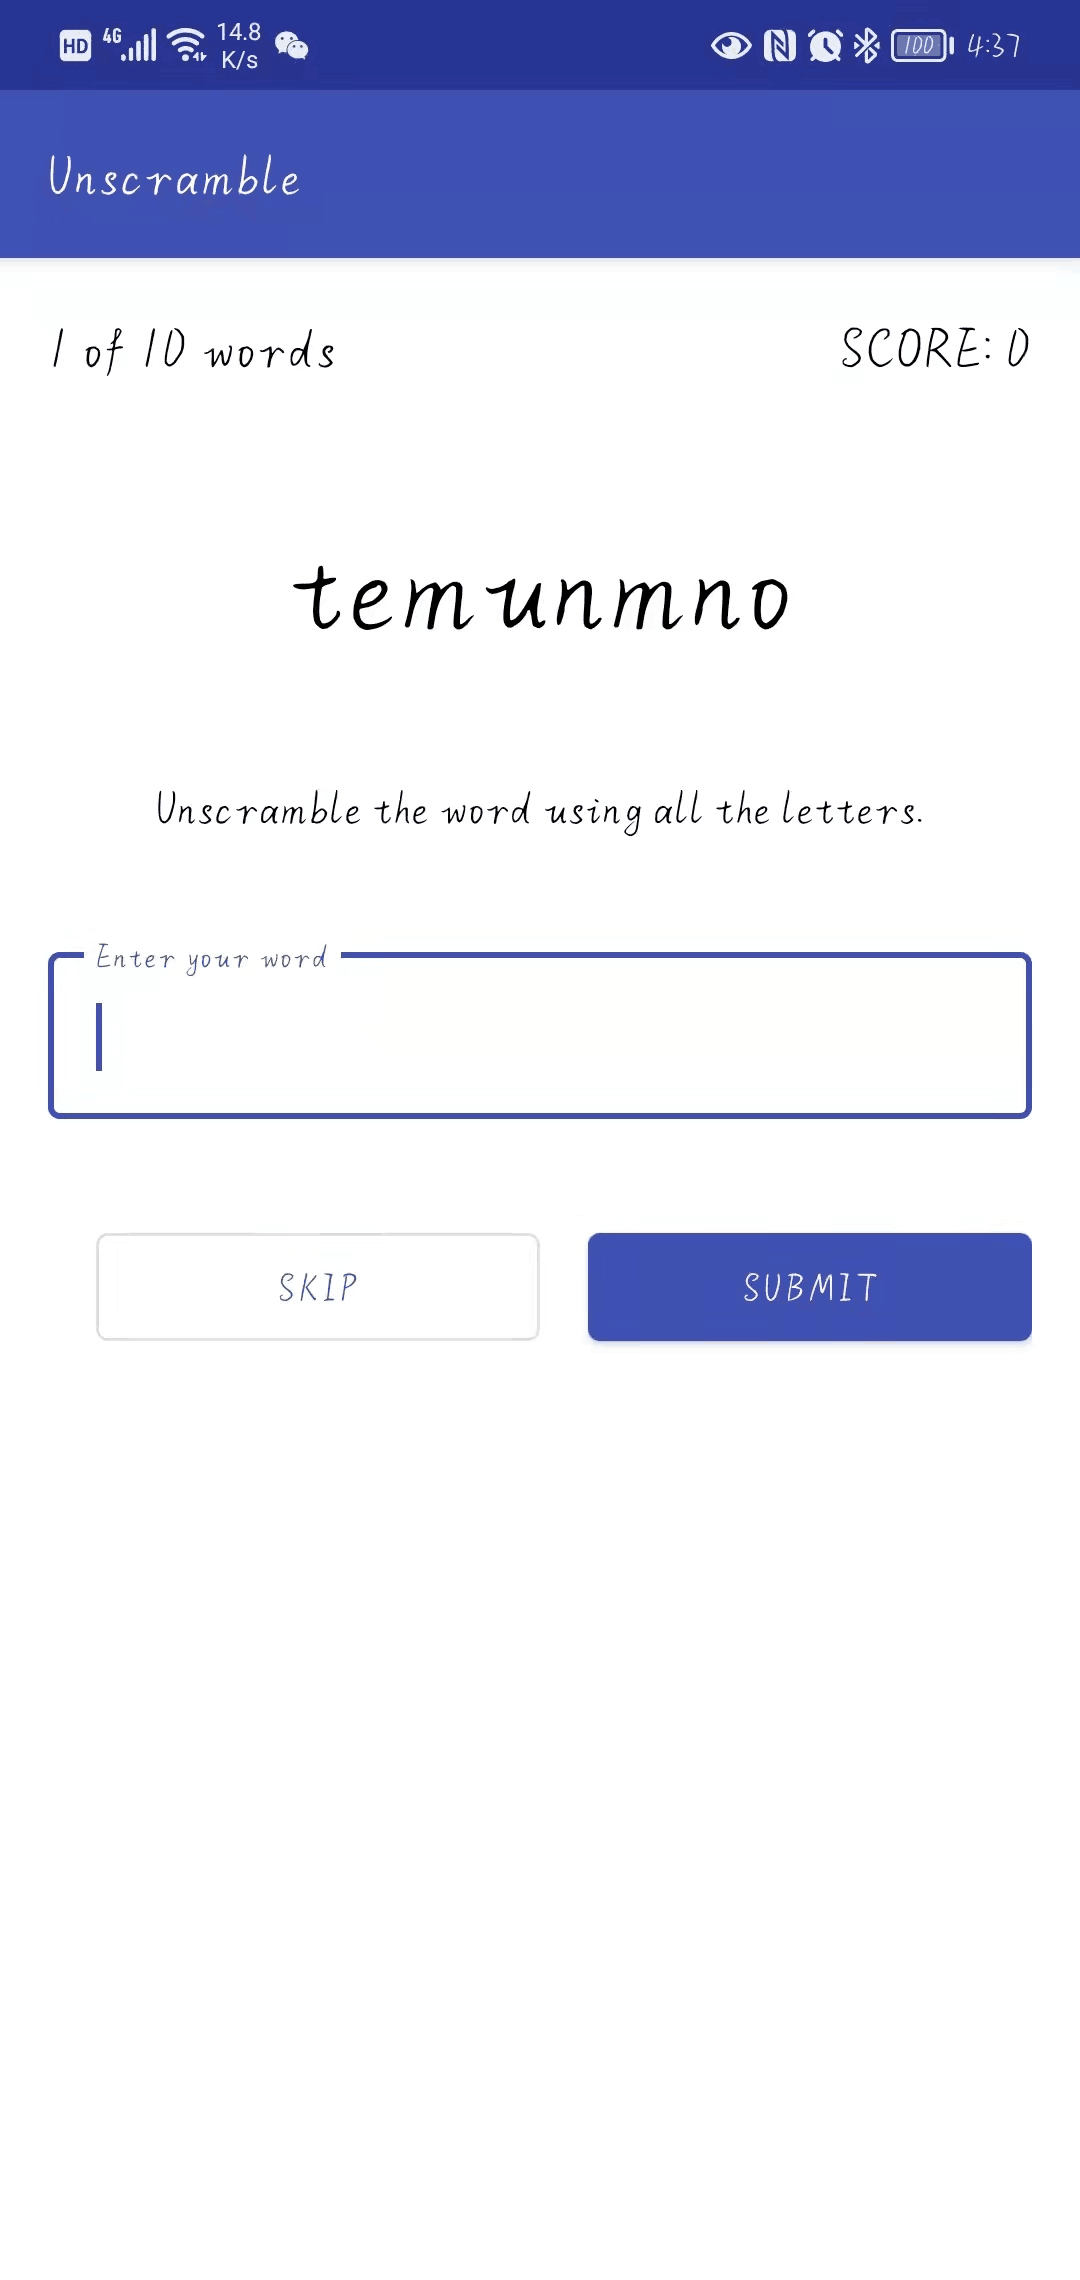 HD 4G 14.8 K/s 100 4:37
Unscramble
1 of 10 words SCORE: 0
temunmno
Unscramble the word using all the letters.
Enter your word
SKIP SUBMIT